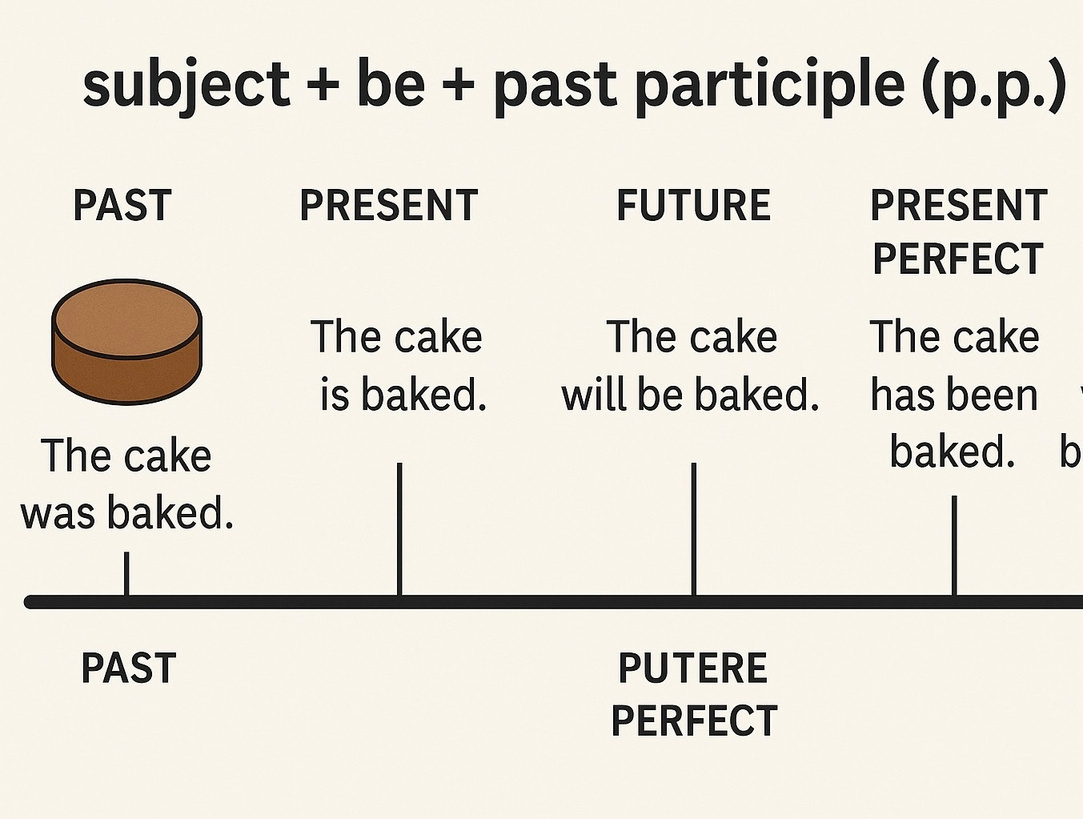 subject + be + past participle (p.p.)
PAST
PRESENT
FUTURE
PRESENT
PERFECT
The cake
was baked.
The cake
is baked.
The cake
will be baked.
The cake
has been
baked.
PAST
PUTERE
PERFECT